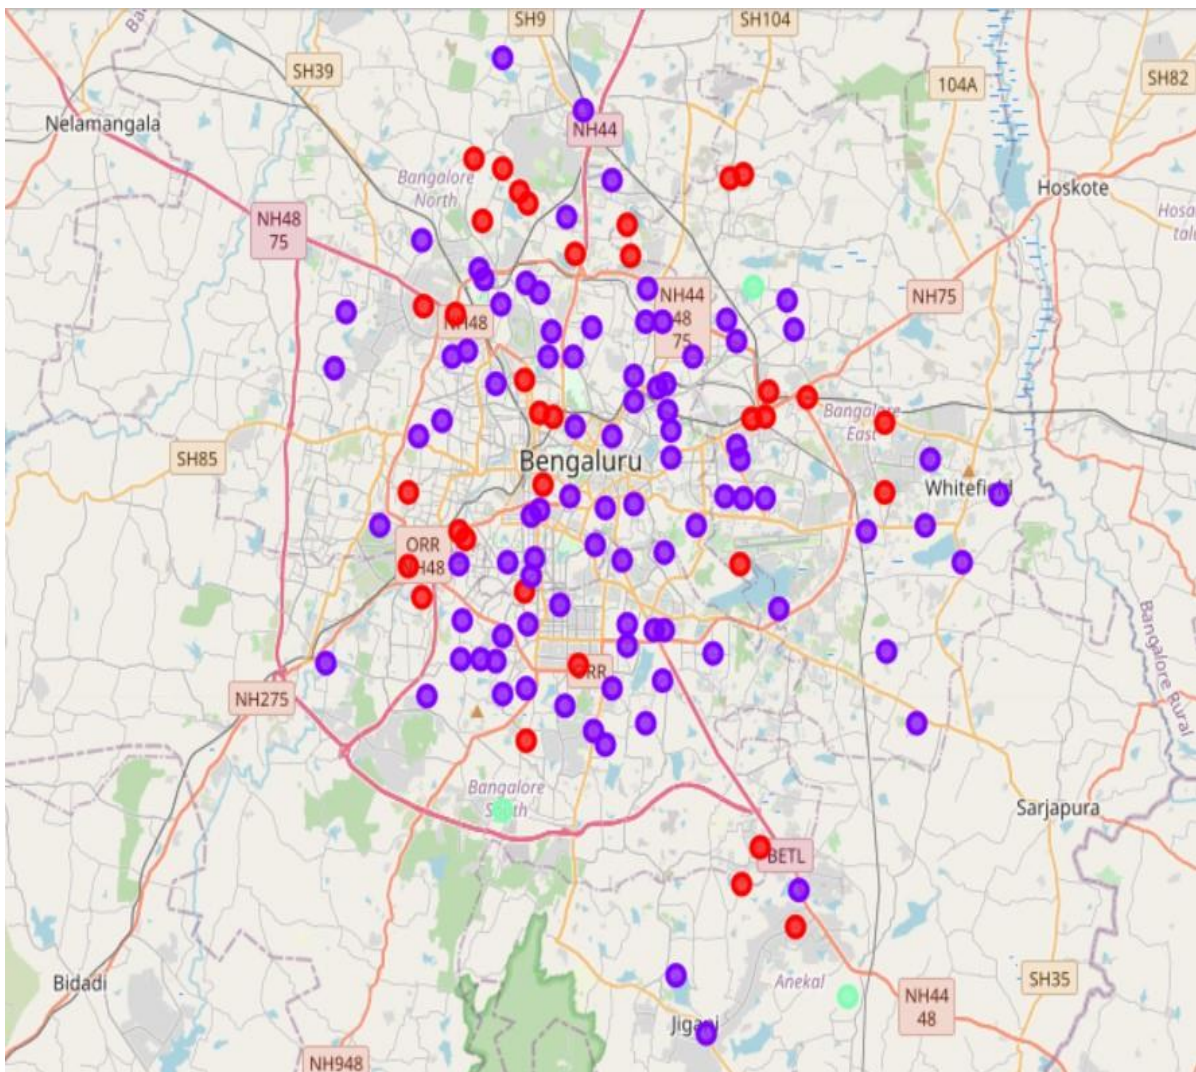 SH9
SH104
SH39
104A
SH82
Nelamangala
NH44
Bangalore
North
Hoskote
NH48
75
NH75
NH44
48
75
NH48
Bangalore
East
SH85
Bengaluru
Whitefield
ORR
NH48
ORR
NH275
Bangalore Rural
Bangalore
South
Sarjapura
BETL
Bidadi
Anekal
SH35
NH44
48
Jigani
NH948